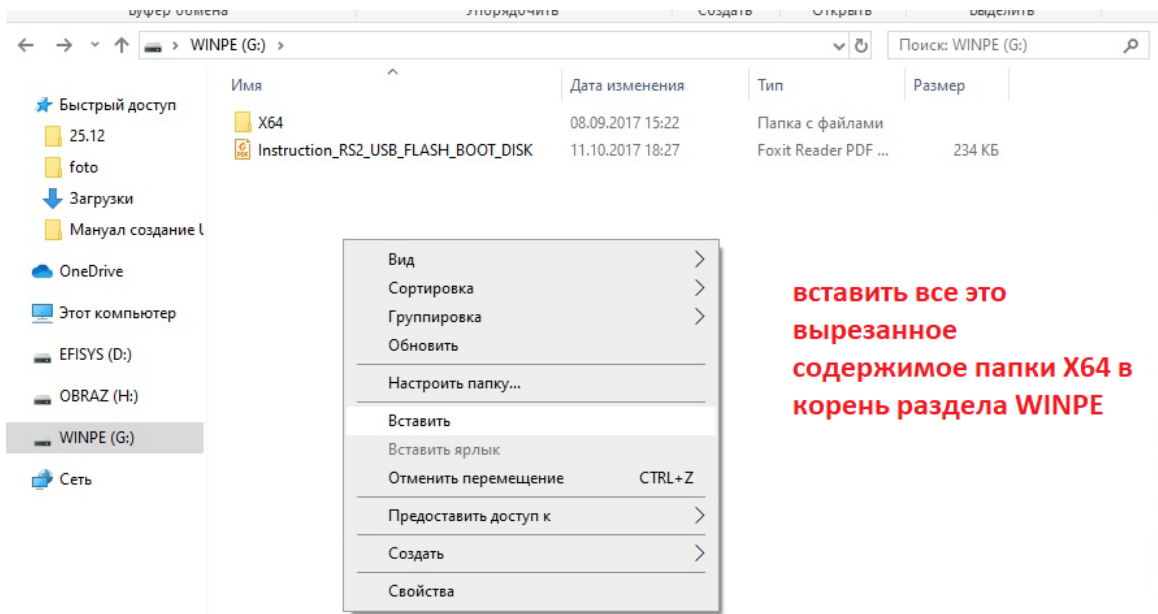 Буфер обмена Упорядочить Создать Открыть Выделить
WINPE (G:)
Поиск: WINPE (G:)
Имя Дата изменения Тип Размер
Быстрый доступ
25.12
foto
Загрузки
Мануал создание U
OneDrive
Этот компьютер
EFISYS (D:)
OBRAZ (H:)
WINPE (G:)
Сеть
X64 08.09.2017 15:22 Папка с файлами
Instruction_RS2_USB_FLASH_BOOT_DISK 11.10.2017 18:27 Foxit Reader PDF ... 234 КБ
Вид
Сортировка
Группировка
Обновить
Настроить папку...
Вставить
Вставить ярлык
Отменить перемещение CTRL+Z
Предоставить доступ к
Создать
Свойства
вставить все это
вырезанное
содержимое папки X64 в
корень раздела WINPE